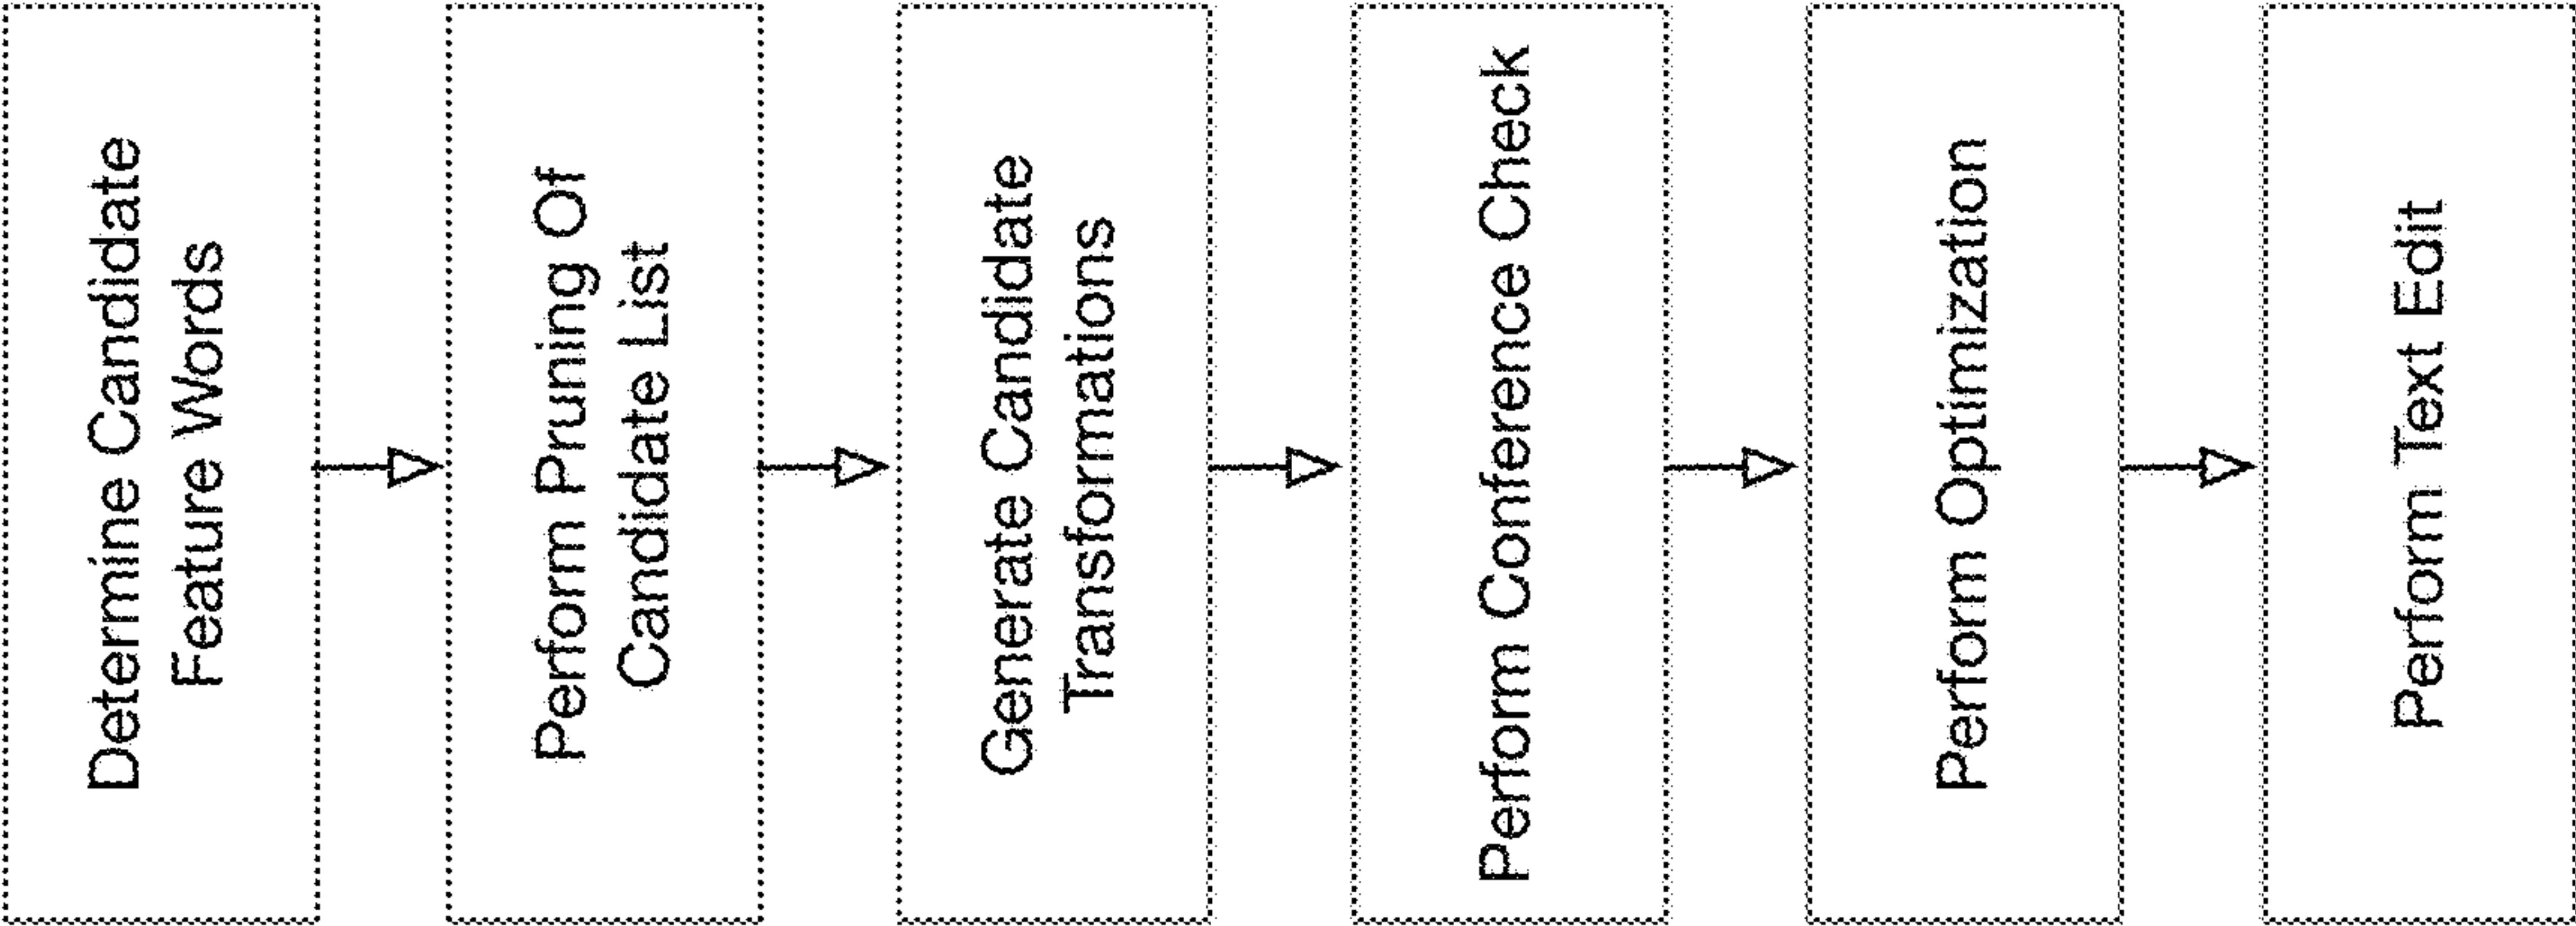 Determine Candidate
Feature Words
Perform Pruning Of
Candidate List
Generate Candidate
Transformations
Perform Conference Check
Perform Optimization
Perform Text Edit